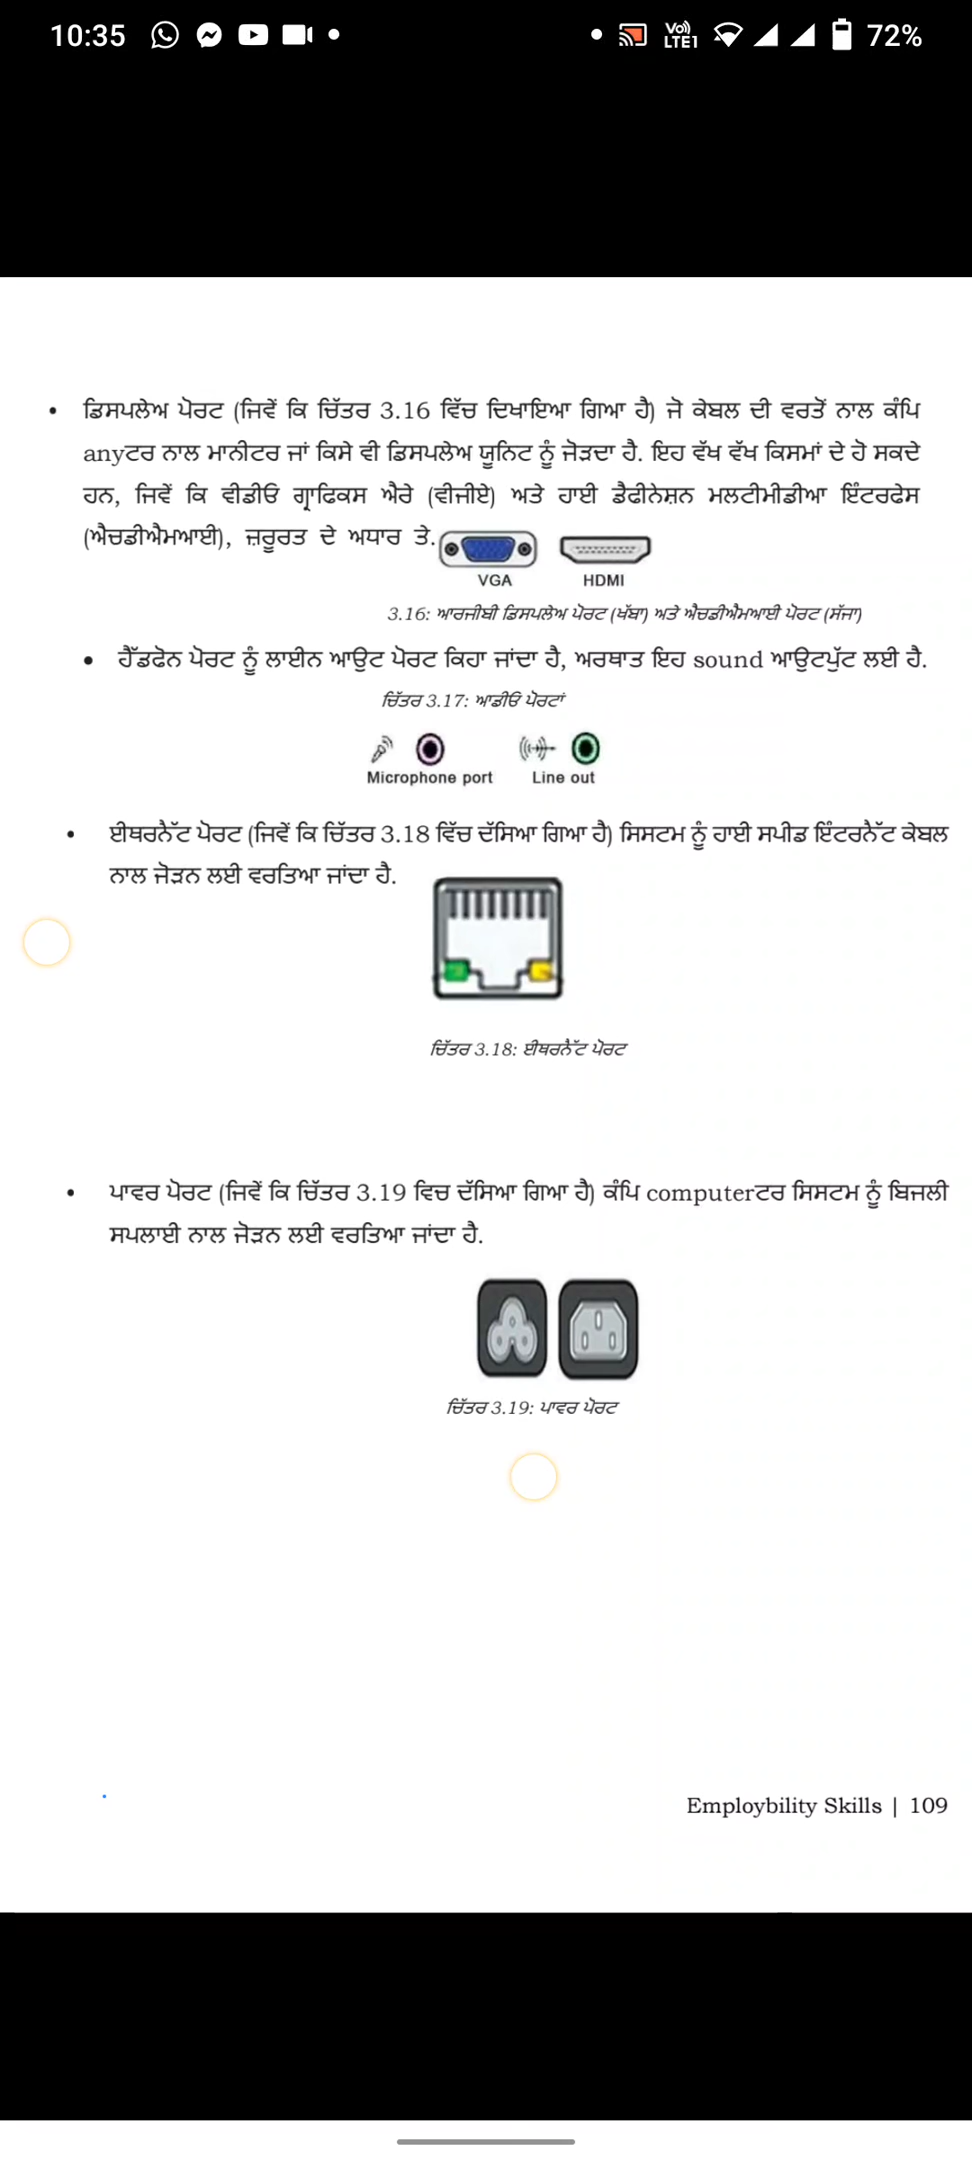 10:35
Vo))
LTE1
72%
• ਡਿਸਪਲੇਅ ਪੋਰਟ (ਜਿਵੇਂ ਕਿ ਚਿੱਤਰ 3.16 ਵਿੱਚ ਦਿਖਾਇਆ ਗਿਆ ਹੈ) ਜੋ ਕੇਬਲ ਦੀ ਵਰਤੋਂ ਨਾਲ ਕੰਪਿ
anyਟਰ ਨਾਲ ਮਾਨੀਟਰ ਜਾਂ ਕਿਸੇ ਵੀ ਡਿਸਪਲੇਅ ਯੂਨਿਟ ਨੂੰ ਜੋੜਦਾ ਹੈ. ਇਹ ਵੱਖ ਵੱਖ ਕਿਸਮਾਂ ਦੇ ਹੋ ਸਕਦੇ
ਹਨ, ਜਿਵੇਂ ਕਿ ਵੀਡੀਓ ਗ੍ਰਾਫਿਕਸ ਐਰੇ (ਵੀਜੀਏ) ਅਤੇ ਹਾਈ ਡੈਫੀਨੇਸ਼ਨ ਮਲਟੀਮੀਡੀਆ ਇੰਟਰਫੇਸ
(ਐਚਡੀਐਮਆਈ), ਜ਼ਰੂਰਤ ਦੇ ਅਧਾਰ ਤੇ.
VGA HDMI
3.16: ਆਰਜੀਬੀ ਡਿਸਪਲੇਅ ਪੋਰਟ (ਖੱਬਾ) ਅਤੇ ਐਚਡੀਐਮਆਈ ਪੋਰਟ (ਸੱਜਾ)
• ਹੈੱਡਫੋਨ ਪੋਰਟ ਨੂੰ ਲਾਈਨ ਆਉਟ ਪੋਰਟ ਕਿਹਾ ਜਾਂਦਾ ਹੈ, ਅਰਥਾਤ ਇਹ sound ਆਉਟਪੁੱਟ ਲਈ ਹੈ.
ਚਿੱਤਰ 3.17: ਆਡੀਓ ਪੋਰਟਾਂ
Microphone port Line out
• ਈਥਰਨੈੱਟ ਪੋਰਟ (ਜਿਵੇਂ ਕਿ ਚਿੱਤਰ 3.18 ਵਿੱਚ ਦੱਸਿਆ ਗਿਆ ਹੈ) ਸਿਸਟਮ ਨੂੰ ਹਾਈ ਸਪੀਡ ਇੰਟਰਨੈੱਟ ਕੇਬਲ
ਨਾਲ ਜੋੜਨ ਲਈ ਵਰਤਿਆ ਜਾਂਦਾ ਹੈ.
ਚਿੱਤਰ 3.18: ਈਥਰਨੈੱਟ ਪੋਰਟ
• ਪਾਵਰ ਪੋਰਟ (ਜਿਵੇਂ ਕਿ ਚਿੱਤਰ 3.19 ਵਿਚ ਦੱਸਿਆ ਗਿਆ ਹੈ) ਕੰਪਿ computerਟਰ ਸਿਸਟਮ ਨੂੰ ਬਿਜਲੀ
ਸਪਲਾਈ ਨਾਲ ਜੋੜਨ ਲਈ ਵਰਤਿਆ ਜਾਂਦਾ ਹੈ.
ਚਿੱਤਰ 3.19: ਪਾਵਰ ਪੋਰਟ
Employbility Skills | 109